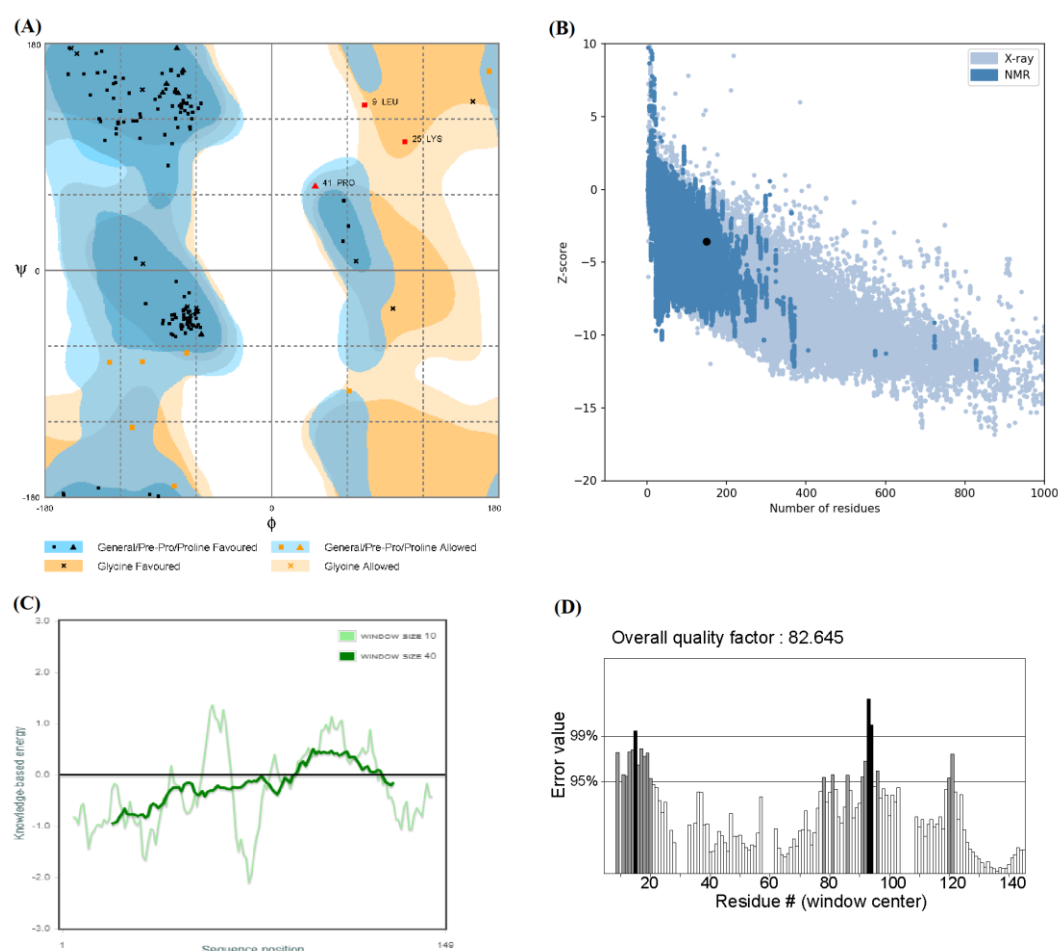 (A)
180
9 LEU
25 LYS
41 PRO
Ψ
0
-180
-180
0
180
Φ
General/Pre-Pro/Proline Favoured
General/Pre-Pro/Proline Allowed
Glycine Favoured
Glycine Allowed
(B)
X-ray
NMR
Z-score
10
5
0
−5
−10
−15
−20
0
200
400
600
800
1000
Number of residues
(C)
WINDOW SIZE 10
WINDOW SIZE 40
Knowledge-based energy
3.0
2.0
1.0
0.0
-1.0
-2.0
-3.0
1
149
Sequence position
(D)
Overall quality factor : 82.645
Error value
99%
95%
20
40
60
80
100
120
140
Residue # (window center)